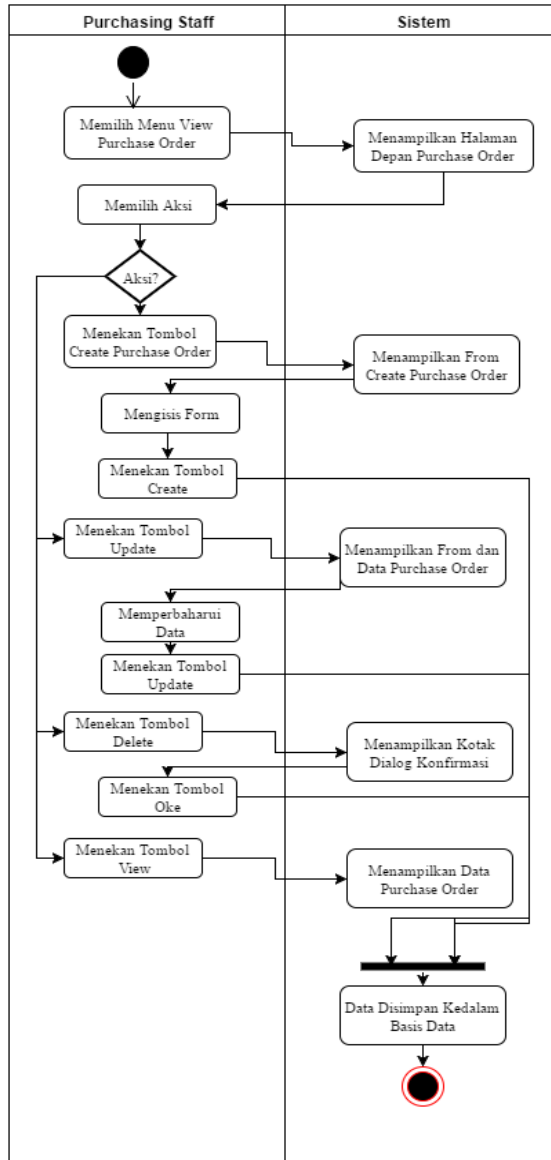 Purchasing Staff
Sistem
Memilih Menu View
Purchase Order
Menampilkan Halaman
Depan Purchase Order
Memilih Aksi
Aksi?
Menekan Tombol
Create Purchase Order
Menampilkan From
Create Purchase Order
Mengisis Form
Menekan Tombol
Create
Menekan Tombol
Update
Menampilkan From dan
Data Purchase Order
Memperbaharui
Data
Menekan Tombol
Update
Menekan Tombol
Delete
Menampilkan Kotak
Dialog Konfirmasi
Menekan Tombol
Oke
Menekan Tombol
View
Menampilkan Data
Purchase Order
Data Disimpan Kedalam
Basis Data